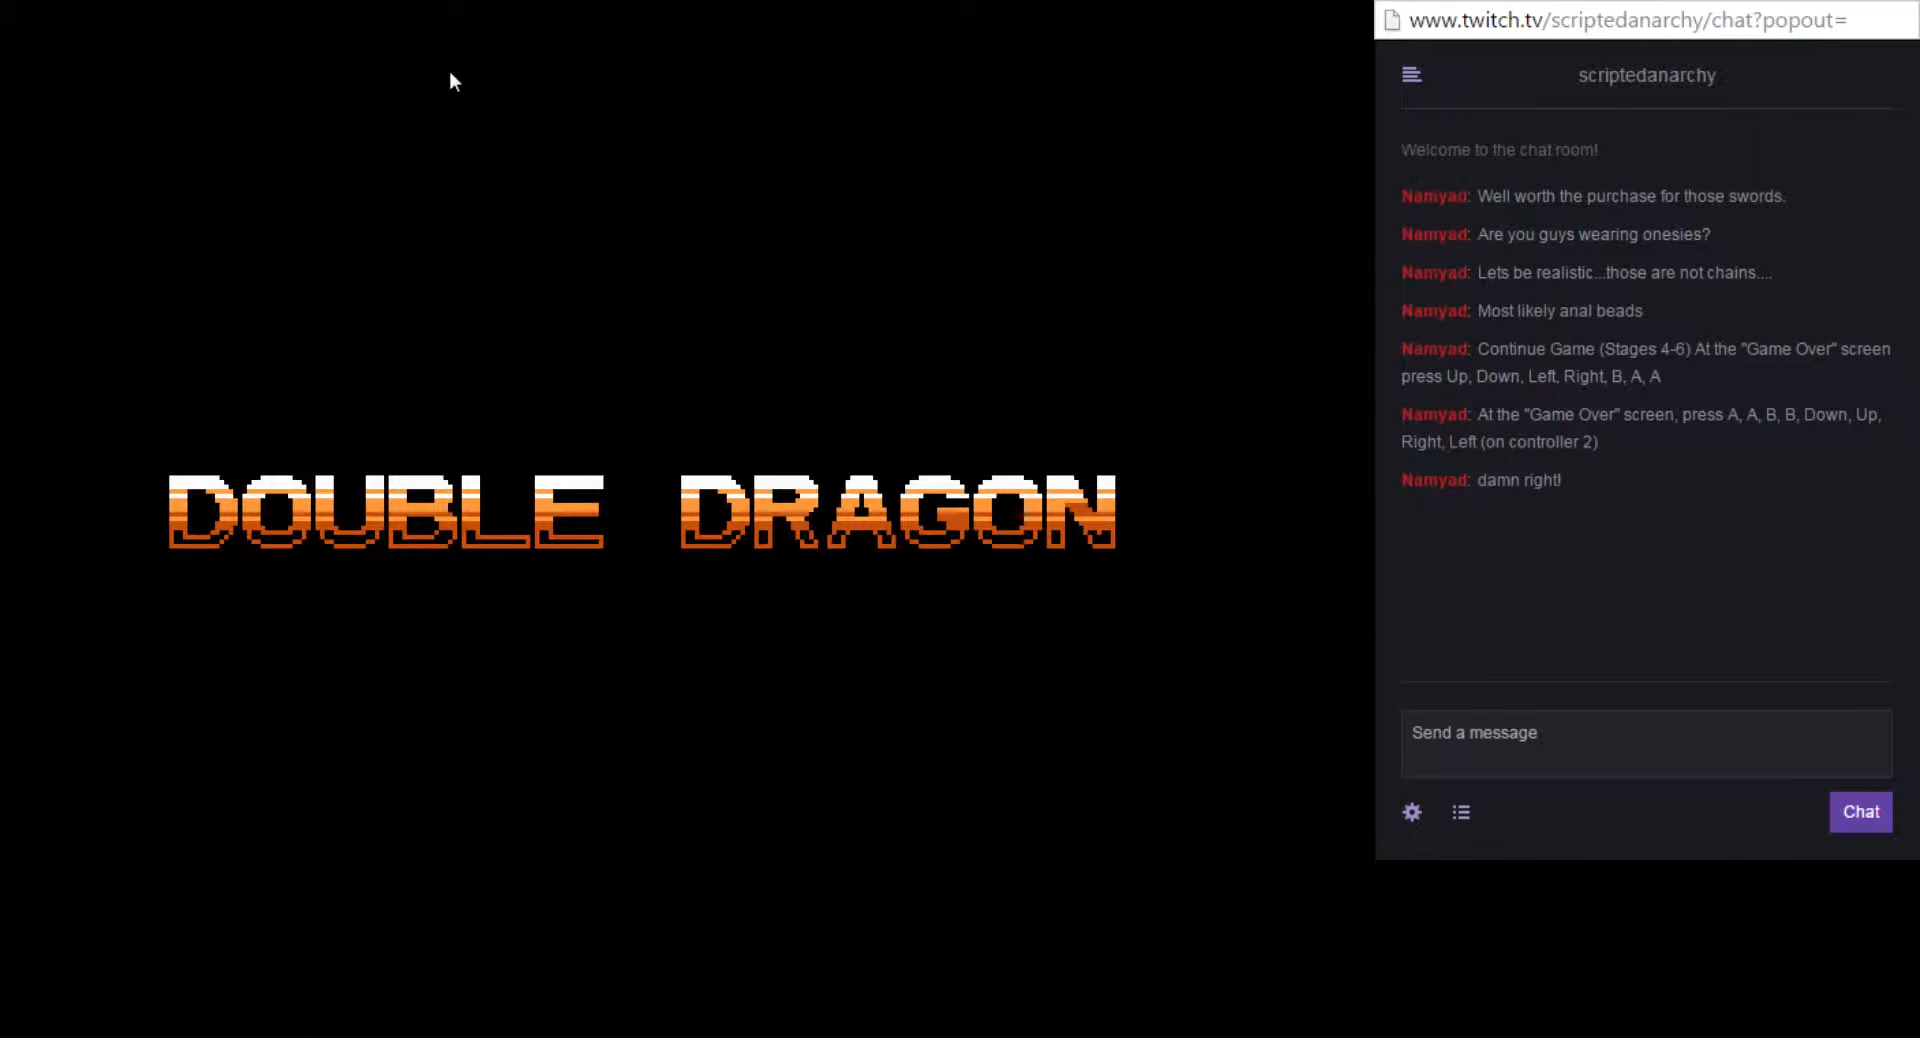 www.twitch.tv/scriptedanarchy/chat?popout=
scriptedanarchy
Welcome to the chat room!
Namyad: Well worth the purchase for those swords.
Namyad: Are you guys wearing onesies?
Namyad: Lets be realistic...those are not chains....
Namyad: Most likely anal beads
Namyad: Continue Game (Stages 4-6) At the "Game Over" screen
press Up, Down, Left, Right, B, A, A
Namyad: At the "Game Over" screen, press A, A, B, B, Down, Up,
Right, Left (on controller 2)
Namyad: damn right!
DOUBLE DRAGON
Send a message
Chat